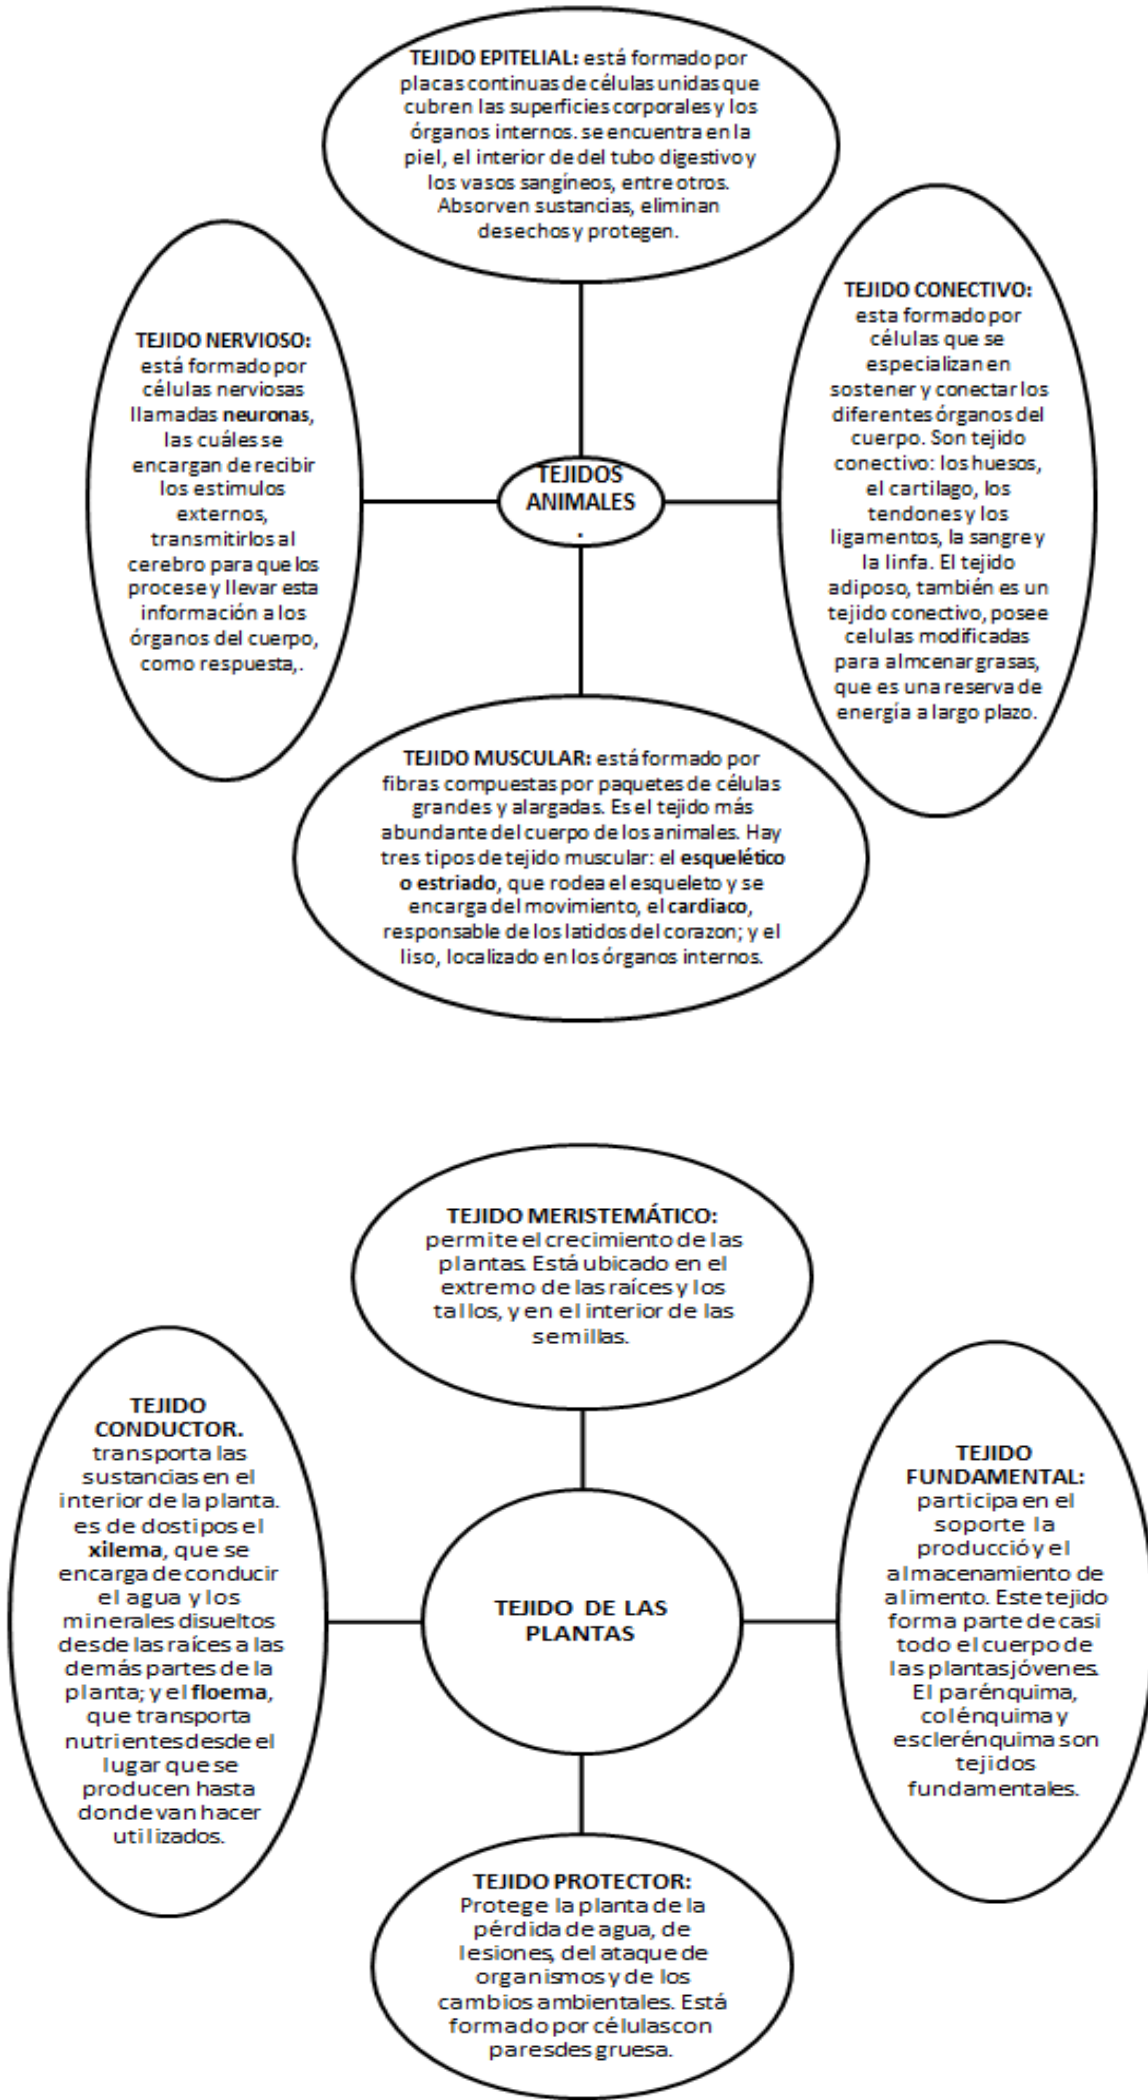 TEJIDO EPITELIAL: está formado por
placas continuas de células unidas que
cubren las superficies corporales y los
órganos internos. se encuentra en la
piel, el interior de del tubo digestivo y
los vasos sangíneos, entre otros.
Absorven sustancias, eliminan
desechos y protegen.
TEJIDO NERVIOSO:
está formado por
células nerviosas
llamadas neuronas,
las cuáles se
encargan de recibir
los estimulos
externos,
transmitirlos al
cerebro para que los
procese y llevar esta
información a los
órganos del cuerpo,
como respuesta,.
TEJIDOS
ANIMALES
.
TEJIDO CONECTIVO:
esta formado por
células que se
especializan en
sostener y conectar los
diferentes órganos del
cuerpo. Son tejido
conectivo: los huesos,
el cartilago, los
tendones y los
ligamentos, la sangre y
la linfa. El tejido
adiposo, también es un
tejido conectivo, posee
celulas modificadas
para almcenar grasas,
que es una reserva de
energía a largo plazo.
TEJIDO MUSCULAR: está formado por
fibras compuestas por paquetes de células
grandes y alargadas. Es el tejido más
abundante del cuerpo de los animales. Hay
tres tipos de tejido muscular: el esquelético
o estriado, que rodea el esqueleto y se
encarga del movimiento, el cardiaco,
responsable de los latidos del corazon; y el
liso, localizado en los órganos internos.
TEJIDO MERISTEMÁTICO:
permite el crecimiento de las
plantas. Está ubicado en el
extremo de las raíces y los
tallos, y en el interior de las
semillas.
TEJIDO
CONDUCTOR.
transporta las
sustancias en el
interior de la planta.
es de dos tipos el
xilema, que se
encarga de conducir
el agua y los
minerales disueltos
desde las raíces a las
demás partes de la
planta; y el floema,
que transporta
nutrientes desde el
lugar que se
producen hasta
donde van hacer
utilizados.
TEJIDO DE LAS
PLANTAS
TEJIDO
FUNDAMENTAL:
participa en el
soporte la
producció y el
almacenamiento de
alimento. Este tejido
forma parte de casi
todo el cuerpo de
las plantas jóvenes.
El parénquima,
colénquima y
esclerénquima son
tejidos
fundamentales.
TEJIDO PROTECTOR:
Protege la planta de la
pérdida de agua, de
lesiones, del ataque de
organismos y de los
cambios ambientales. Está
formado por células con
paresdes gruesa.